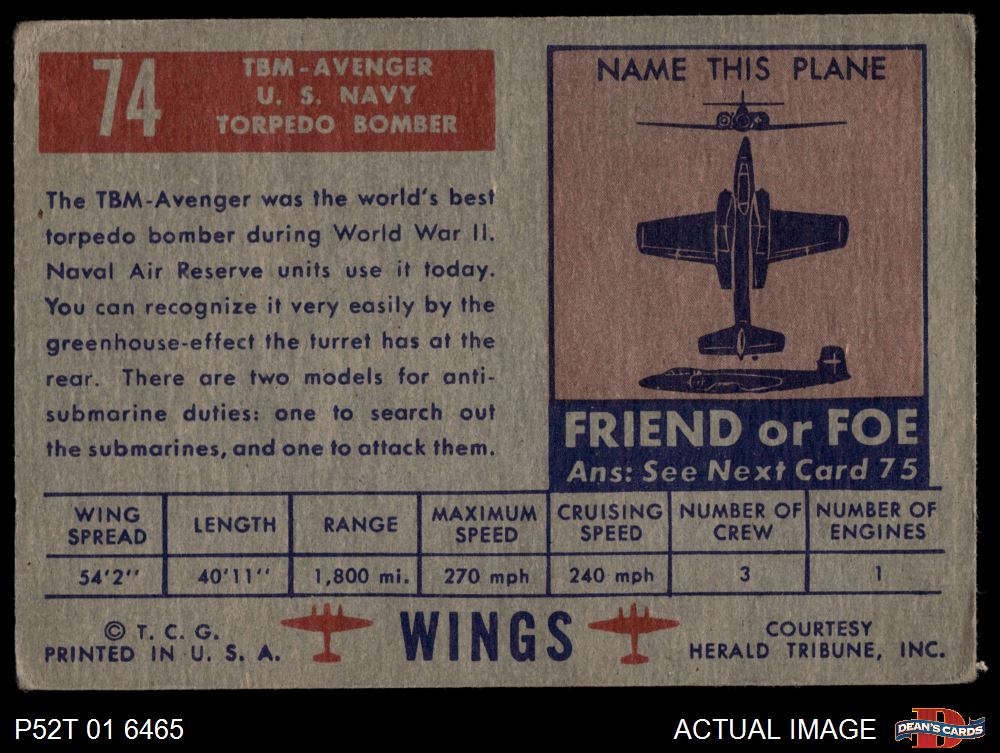 74
TBM-AVENGER
U. S. NAVY
TORPEDO BOMBER
The TBM-Avenger was the world's best
torpedo bomber during World War II.
Naval Air Reserve units use it today.
You can recognize it very easily by the
greenhouse-effect the turret has at the
rear. There are two models for anti-
submarine duties: one to search out
the submarines, and one to attack them.
NAME THIS PLANE
FRIEND or FOE
Ans: See Next Card 75
WING SPREAD LENGTH RANGE MAXIMUM SPEED CRUISING SPEED NUMBER OF CREW NUMBER OF ENGINES
54'2'' 40'11'' 1,800 mi. 270 mph 240 mph 3 1
© T. C. G.
PRINTED IN U. S. A.
WINGS
COURTESY
HERALD TRIBUNE, INC.
P52T 01 6465
ACTUAL IMAGE
D
DEAN'S CARDS